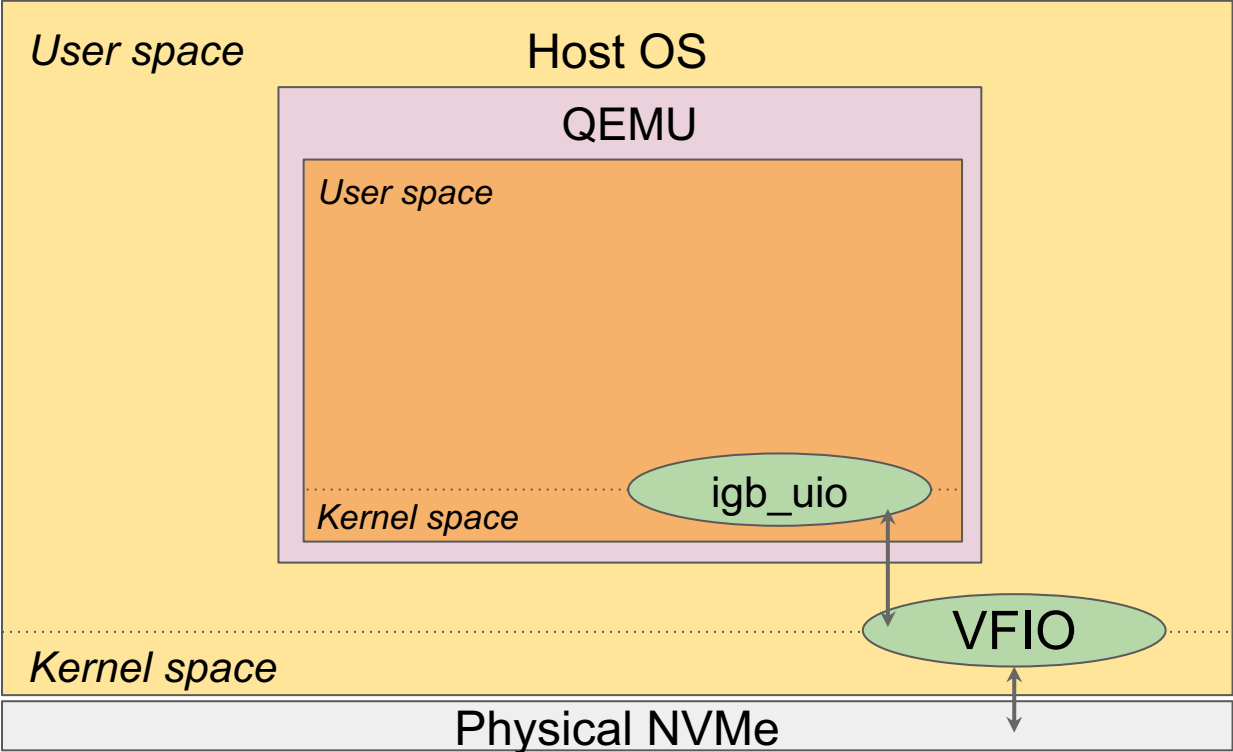 User space
Host OS
QEMU
User space
igb_uio
Kernel space
VFIO
Kernel space
Physical NVMe